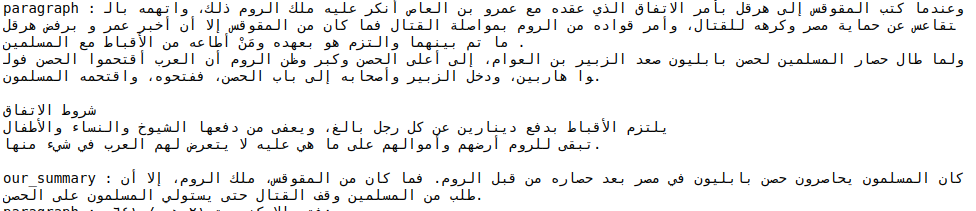 paragraph : وعندما كتب المقوقس إلى هرقل بأمر الاتفاق الذي عقده مع عمرو بن العاص أنكر عليه ملك الروم ذلك، واتهمه بالـ
تقاعس عن حماية مصر وكرهه للقتال، وأمر قواده من الروم بمواصلة القتال فما كان من المقوقس إلا أن أخبر عمر و برفض هرقل
ما تم بينهما والتزم هو بعهده ومَنْ أطاعه من الأقباط مع المسلمين .
ولما طال حصار المسلمين لحصن بابليون صعد الزبير بن العوام، إلى أعلى الحصن وكبر وظن الروم أن العرب أقتحموا الحصن فولـ
وا هاربين، ودخل الزبير وأصحابه إلى باب الحصن، ففتحوه، واقتحمه المسلمون.
شروط الاتفاق
يلتزم الأقباط بدفع دينارين عن كل رجل بالغ، ويعفى من دفعها الشيوخ والنساء والأطفال
تبقى للروم أرضهم وأموالهم على ما هي عليه لا يتعرض لهم العرب في شيء منها.
our_summary : كان المسلمون يحاصرون حصن بابليون في مصر بعد حصاره من قبل الروم. فما كان من المقوقس، ملك الروم، إلا أن
طلب من المسلمين وقف القتال حتى يستولي المسلمون على الحصن.